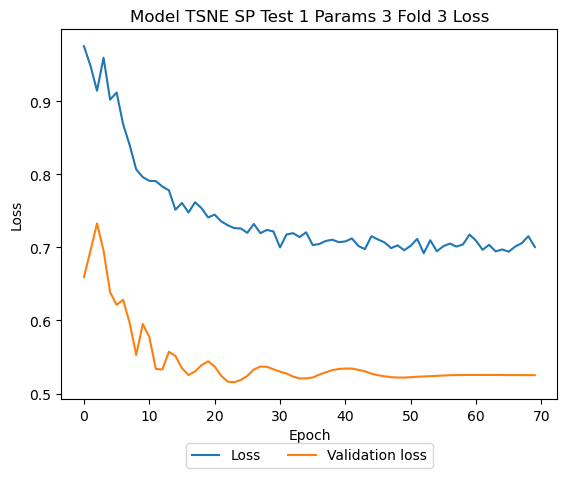 Model TSNE SP Test 1 Params 3 Fold 3 Loss
Loss
0.9
0.8
0.7
0.6
0.5
0 10 20 30 40 50 60 70
Epoch
Loss Validation loss